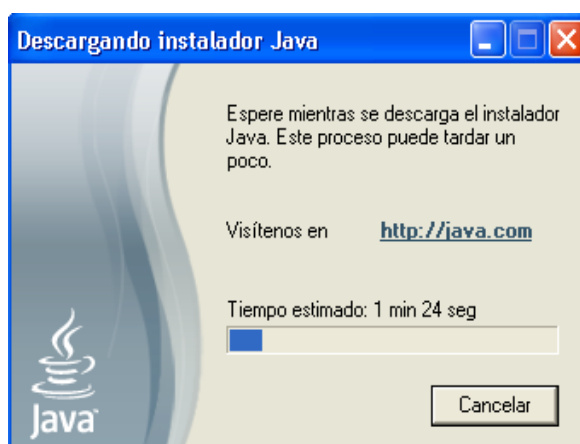 Descargando instalador Java
Espere mientras se descarga el instalador
Java. Este proceso puede tardar un
poco.
Visítenos en http://java.com
Tiempo estimado: 1 min 24 seg
Java
Cancelar